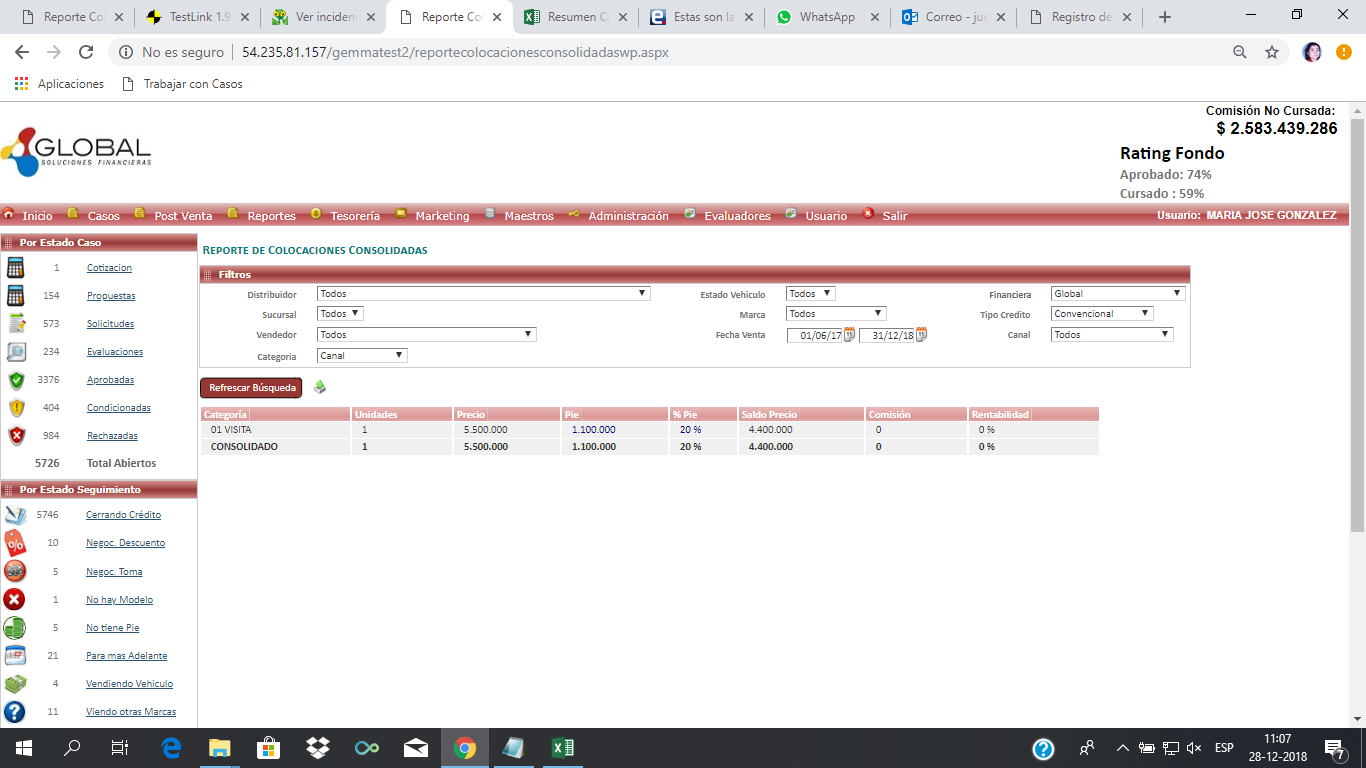 Reporte Col
TestLink 1.9
Ver inciden
Reporte Col
Resumen Ca
Estas son la
WhatsApp
Correo - juc
Registro de
No es seguro
54.235.81.157/gemmatest2/reportecolocacionesconsolidadaswp.aspx
Aplicaciones
Trabajar con Casos
GLOBAL
SOLUCIONES FINANCIERAS
Comisión No Cursada:
$ 2.583.439.286
Rating Fondo
Aprobado: 74%
Cursado : 59%
Inicio Casos Post Venta Reportes Tesorería Marketing Maestros Administración Evaluadores Usuario Salir Usuario: MARIA JOSE GONZALEZ
Por Estado Caso
1 Cotizacion
154 Propuestas
573 Solicitudes
234 Evaluaciones
3376 Aprobadas
404 Condicionadas
984 Rechazadas
5726 Total Abiertos
Por Estado Seguimiento
5746 Cerrando Crédito
10 Negoc. Descuento
5 Negoc. Toma
1 No hay Modelo
5 No tiene Pie
21 Para mas Adelante
4 Vendiendo Vehiculo
11 Viendo otras Marcas
REPORTE DE COLOCACIONES CONSOLIDADAS
Filtros
Distribuidor Todos Estado Vehiculo Todos Financiera Global
Sucursal Todos Marca Todos Tipo Credito Convencional
Vendedor Todos Fecha Venta 01/06/17 31/12/18 Canal Todos
Categoria Canal
Refrescar Búsqueda
Categoría Unidades Precio Pie % Pie Saldo Precio Comisión Rentabilidad
01 VISITA 1 5.500.000 1.100.000 20 % 4.400.000 0 0 %
CONSOLIDADO 1 5.500.000 1.100.000 20 % 4.400.000 0 0 %
ESP
11:07
28-12-2018
7